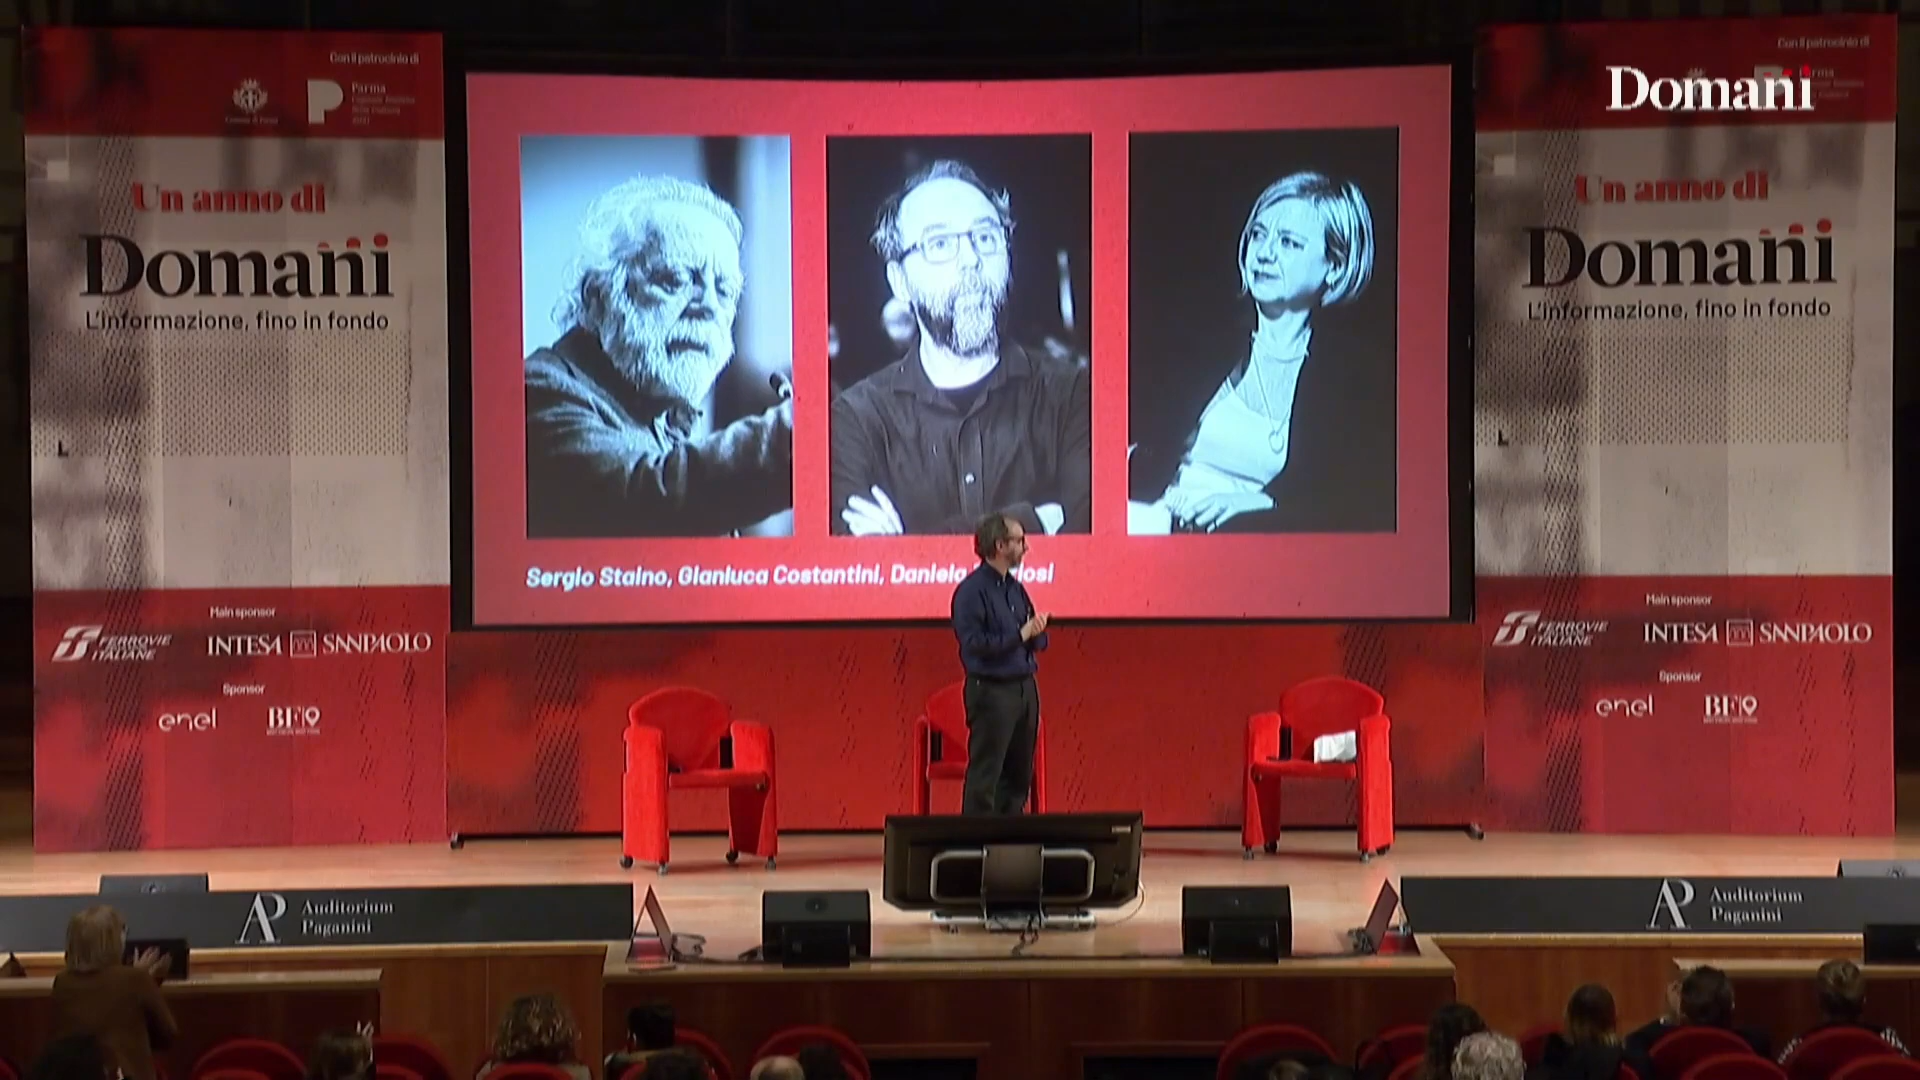 Con il patrocinio di
Parma
Un anno di
Domani
L'informazione, fino in fondo
Main sponsor
FERROVIE
ITALIANE
INTESA SANPAOLO
Sponsor
enel
BF
Auditorium
Paganini
Sergio Staino, Gianluca Costantini, Daniela
Con il patrocinio di
Domani
Un anno di
Domani
L'informazione, fino in fondo
Main sponsor
FERROVIE
ITALIANE
INTESA SANPAOLO
Sponsor
enel
BF
Auditorium
Paganini